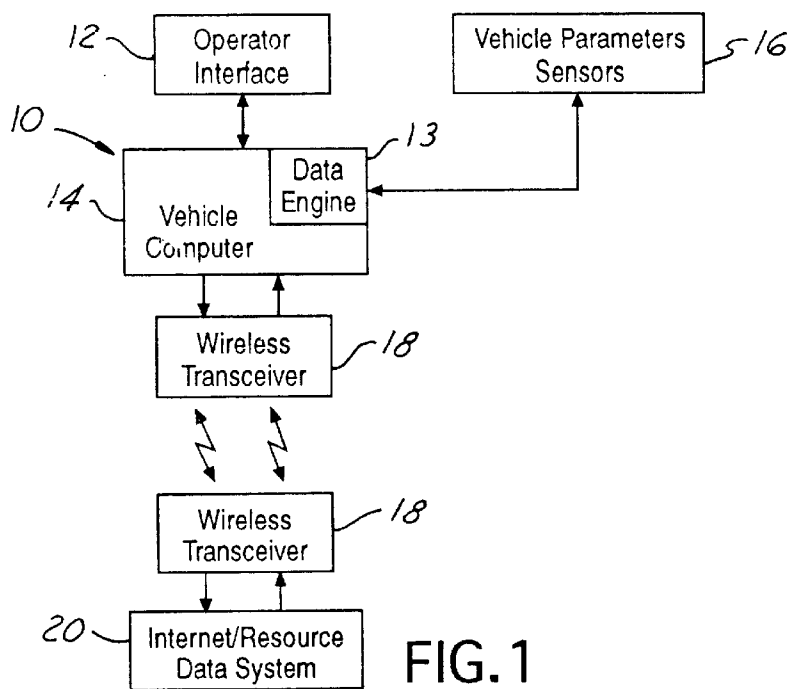 12
Operator
Interface
Vehicle Parameters
Sensors
16
10
13
Data
Engine
14
Vehicle
Computer
Wireless
Transceiver
18
Wireless
Transceiver
18
20
Internet/Resource
Data System
FIG. 1